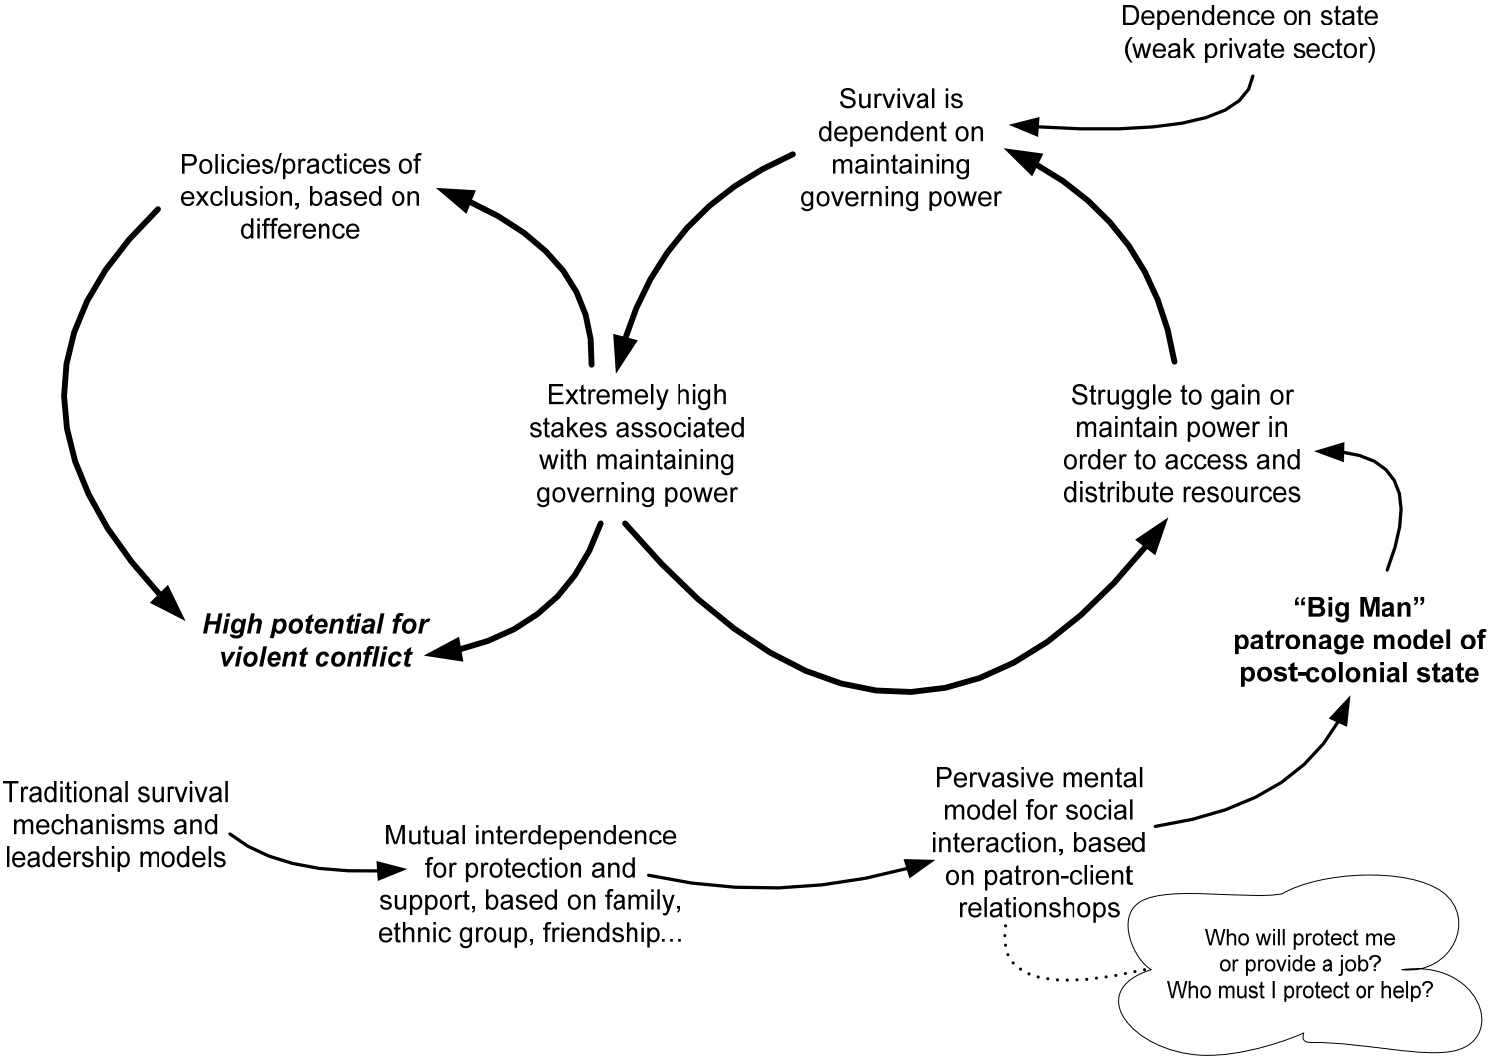 Dependence on state
(weak private sector)
Survival is
dependent on
maintaining
governing power
Policies/practices of
exclusion, based on
difference
Extremely high
stakes associated
with maintaining
governing power
Struggle to gain or
maintain power in
order to access and
distribute resources
High potential for
violent conflict
“Big Man”
patronage model of
post-colonial state
Traditional survival
mechanisms and
leadership models
Mutual interdependence
for protection and
support, based on family,
ethnic group, friendship...
Pervasive mental
model for social
interaction, based
on patron-client
relationshops
Who will protect me
or provide a job?
Who must I protect or help?